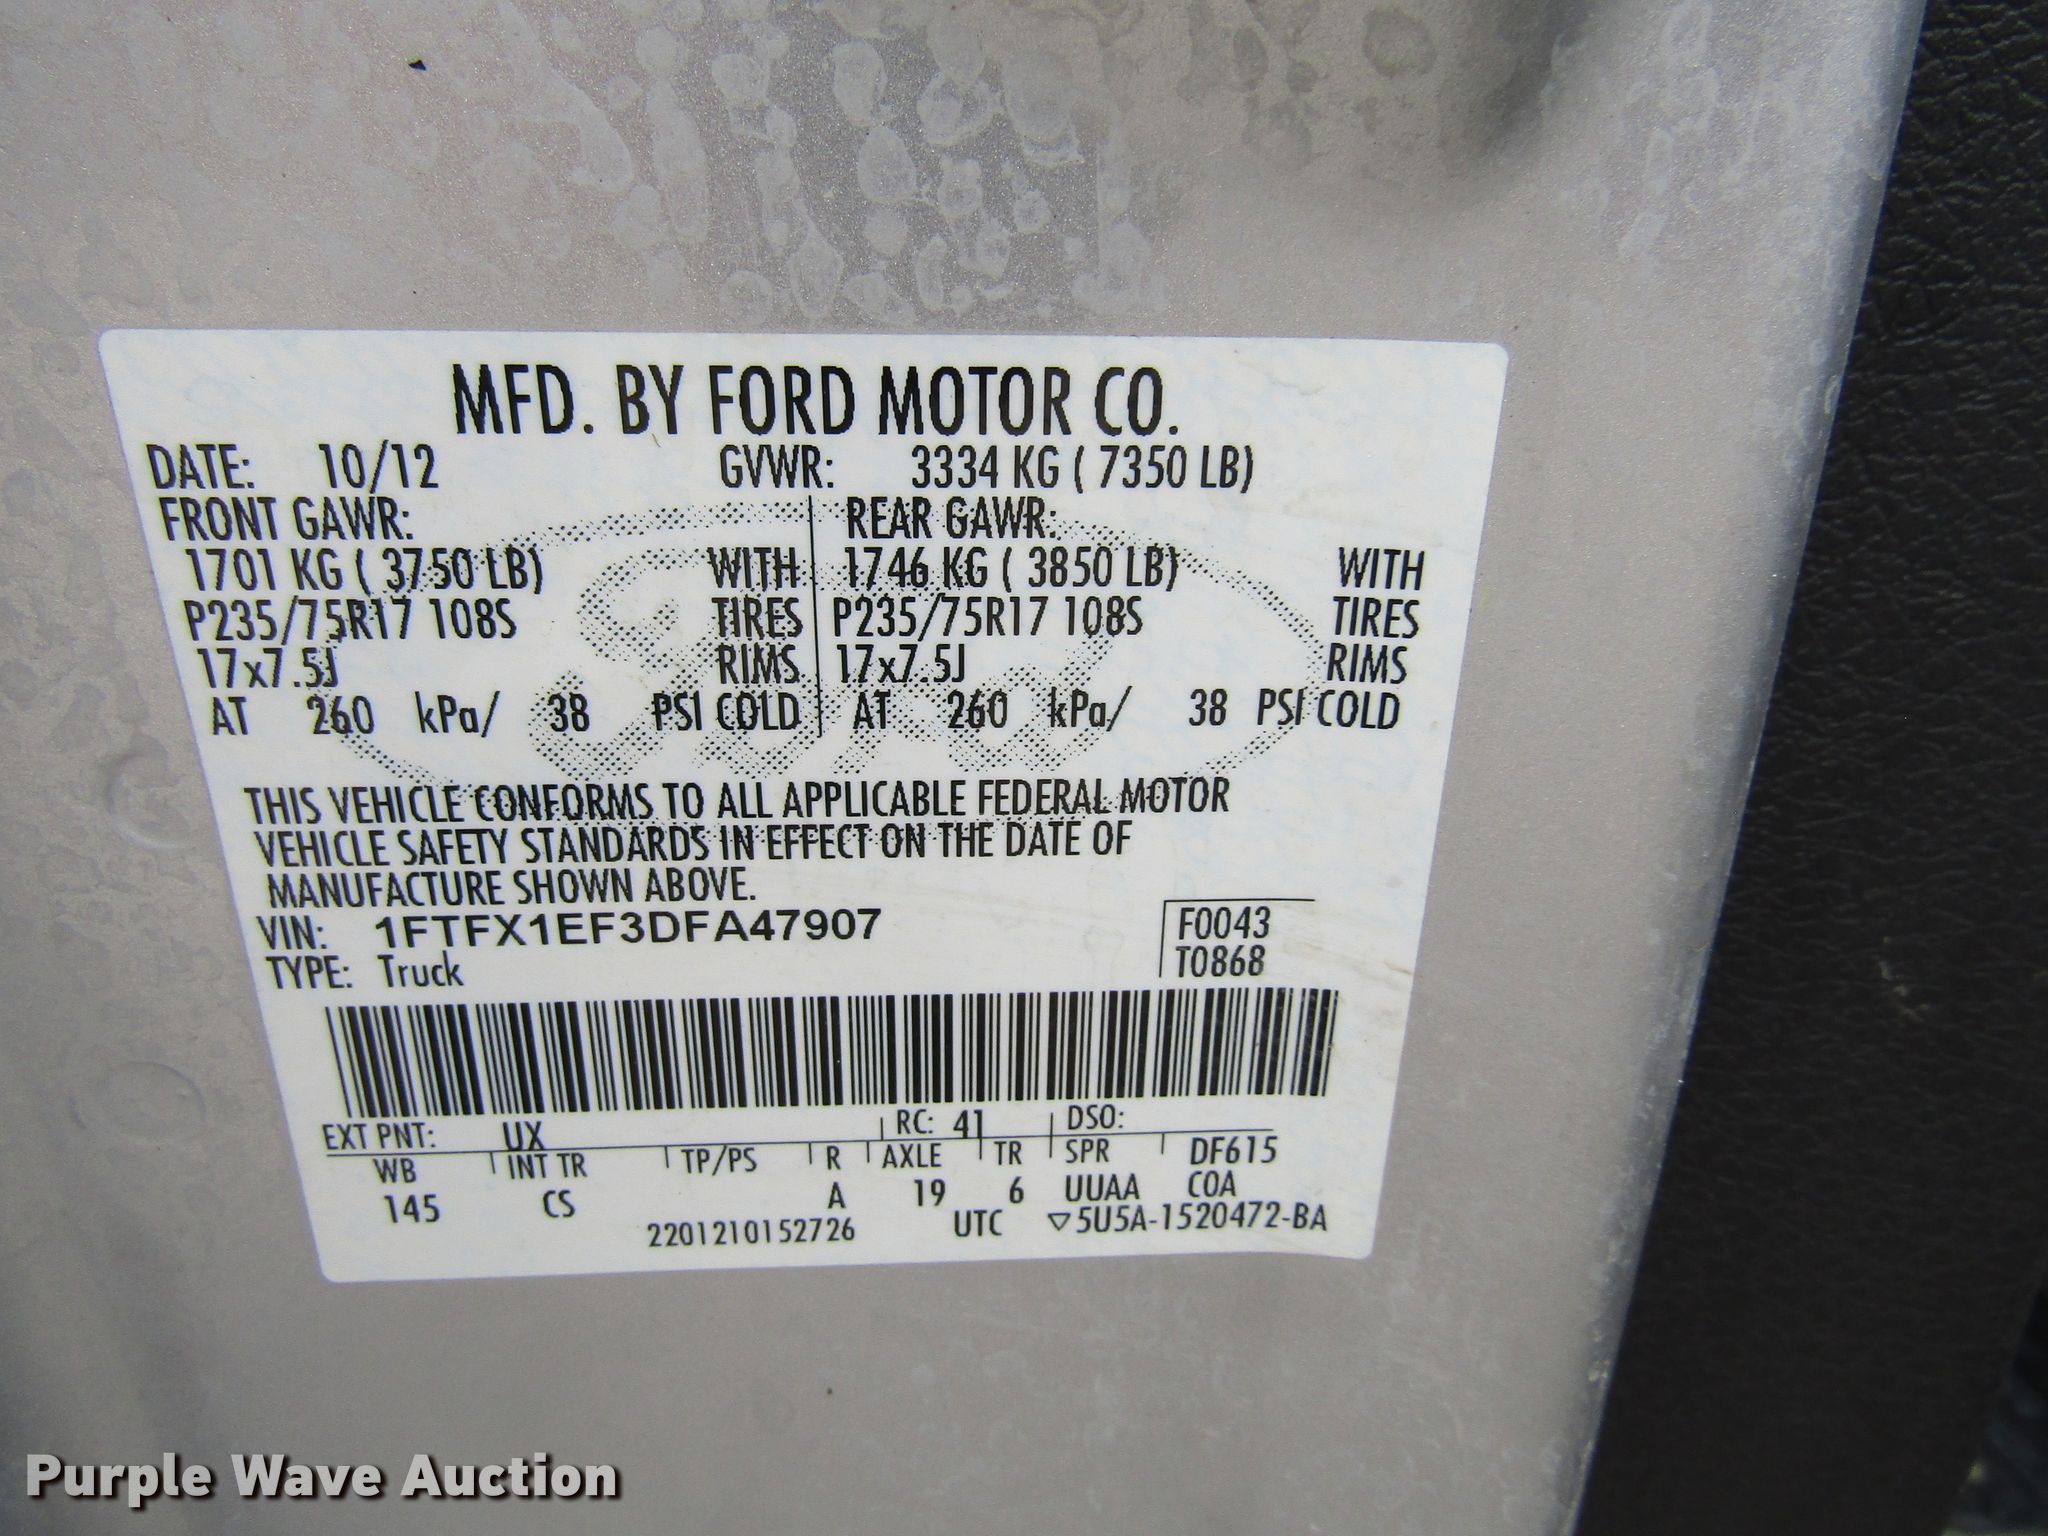 MFD. BY FORD MOTOR CO.
DATE: 10/12 GVWR: 3334 KG ( 7350 LB)
FRONT GAWR: REAR GAWR:
1701 KG ( 3750 LB) WITH 1746 KG ( 3850 LB) WITH
P235/75R17 108S TIRES P235/75R17 108S TIRES
17x7.5J RIMS 17x7.5J RIMS
AT 260 kPa/ 38 PSI COLD AT 260 kPa/ 38 PSI COLD
THIS VEHICLE CONFORMS TO ALL APPLICABLE FEDERAL MOTOR
VEHICLE SAFETY STANDARDS IN EFFECT ON THE DATE OF
MANUFACTURE SHOWN ABOVE.
VIN: 1FTFX1EF3DFA47907 F0043
TYPE: Truck T0868
EXT PNT: UX RC: 41 DSO:
WB INT TR TP/PS R AXLE TR SPR DF615
145 CS A 19 6 UUAA COA
2201210152726 UTC ▽5U5A-1520472-BA
Purple Wave Auction